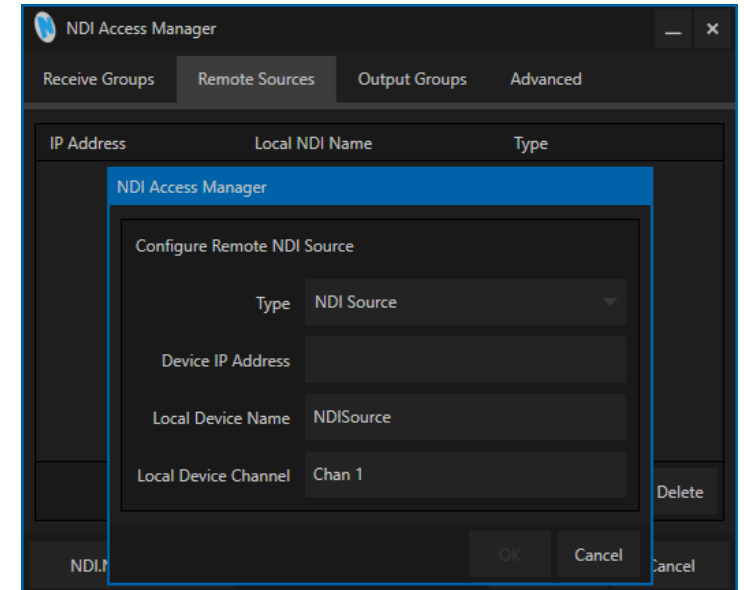 NDI Access Manager
Receive Groups Remote Sources Output Groups Advanced
IP Address Local NDI Name Type
NDI Access Manager
Configure Remote NDI Source
Type NDI Source
Device IP Address
Local Device Name NDISource
Local Device Channel Chan 1
Delete
OK Cancel
NDI. Cancel